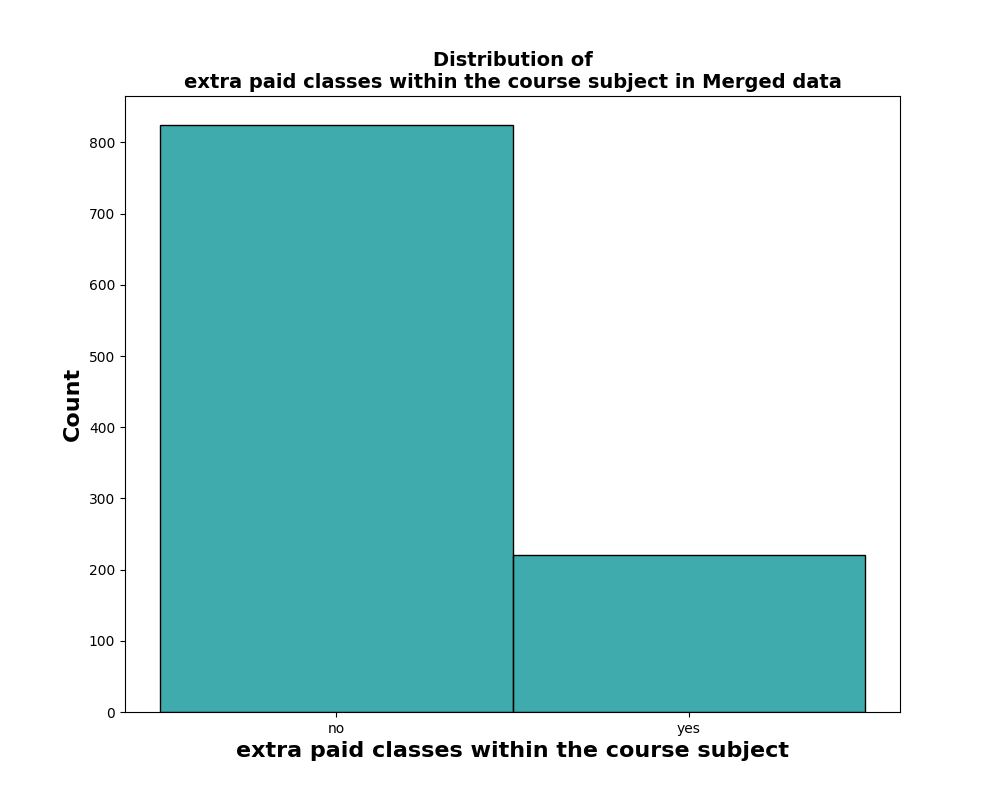 Distribution of
extra paid classes within the course subject in Merged data
Count
800
700
600
500
400
300
200
100
0
no
yes
extra paid classes within the course subject